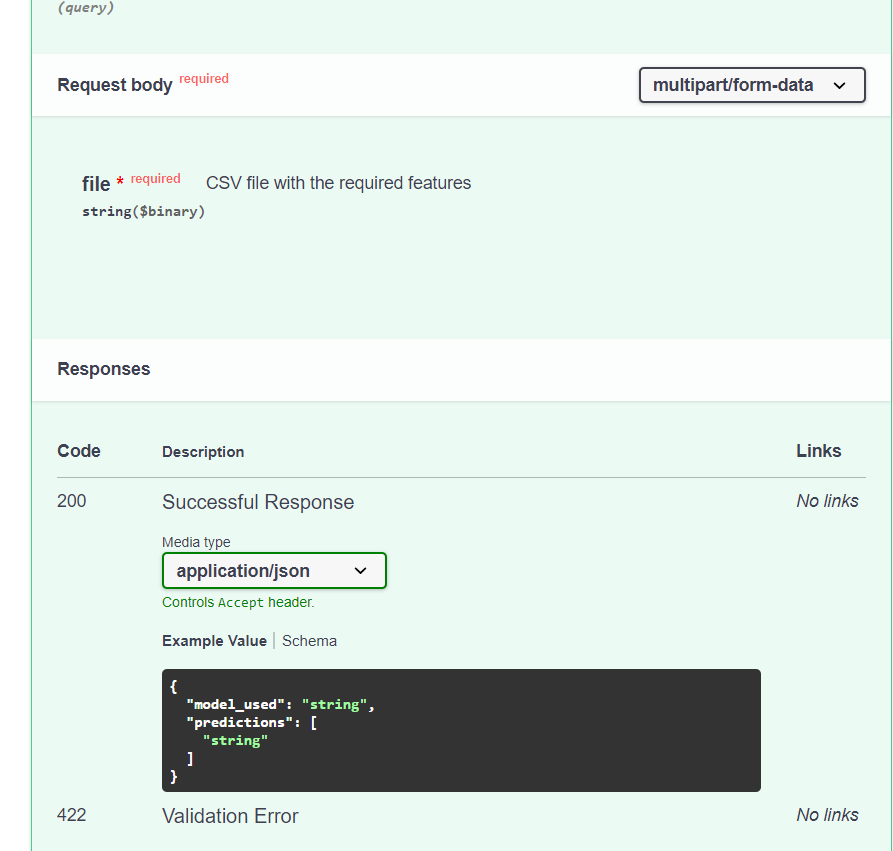 (query)
Request body required
multipart/form-data
file * required
CSV file with the required features
string($binary)
Responses
Code Description Links
200 Successful Response No links
Media type
application/json
Controls Accept header.
Example Value | Schema
{
  "model_used": "string",
  "predictions": [
    "string"
  ]
}
422 Validation Error No links